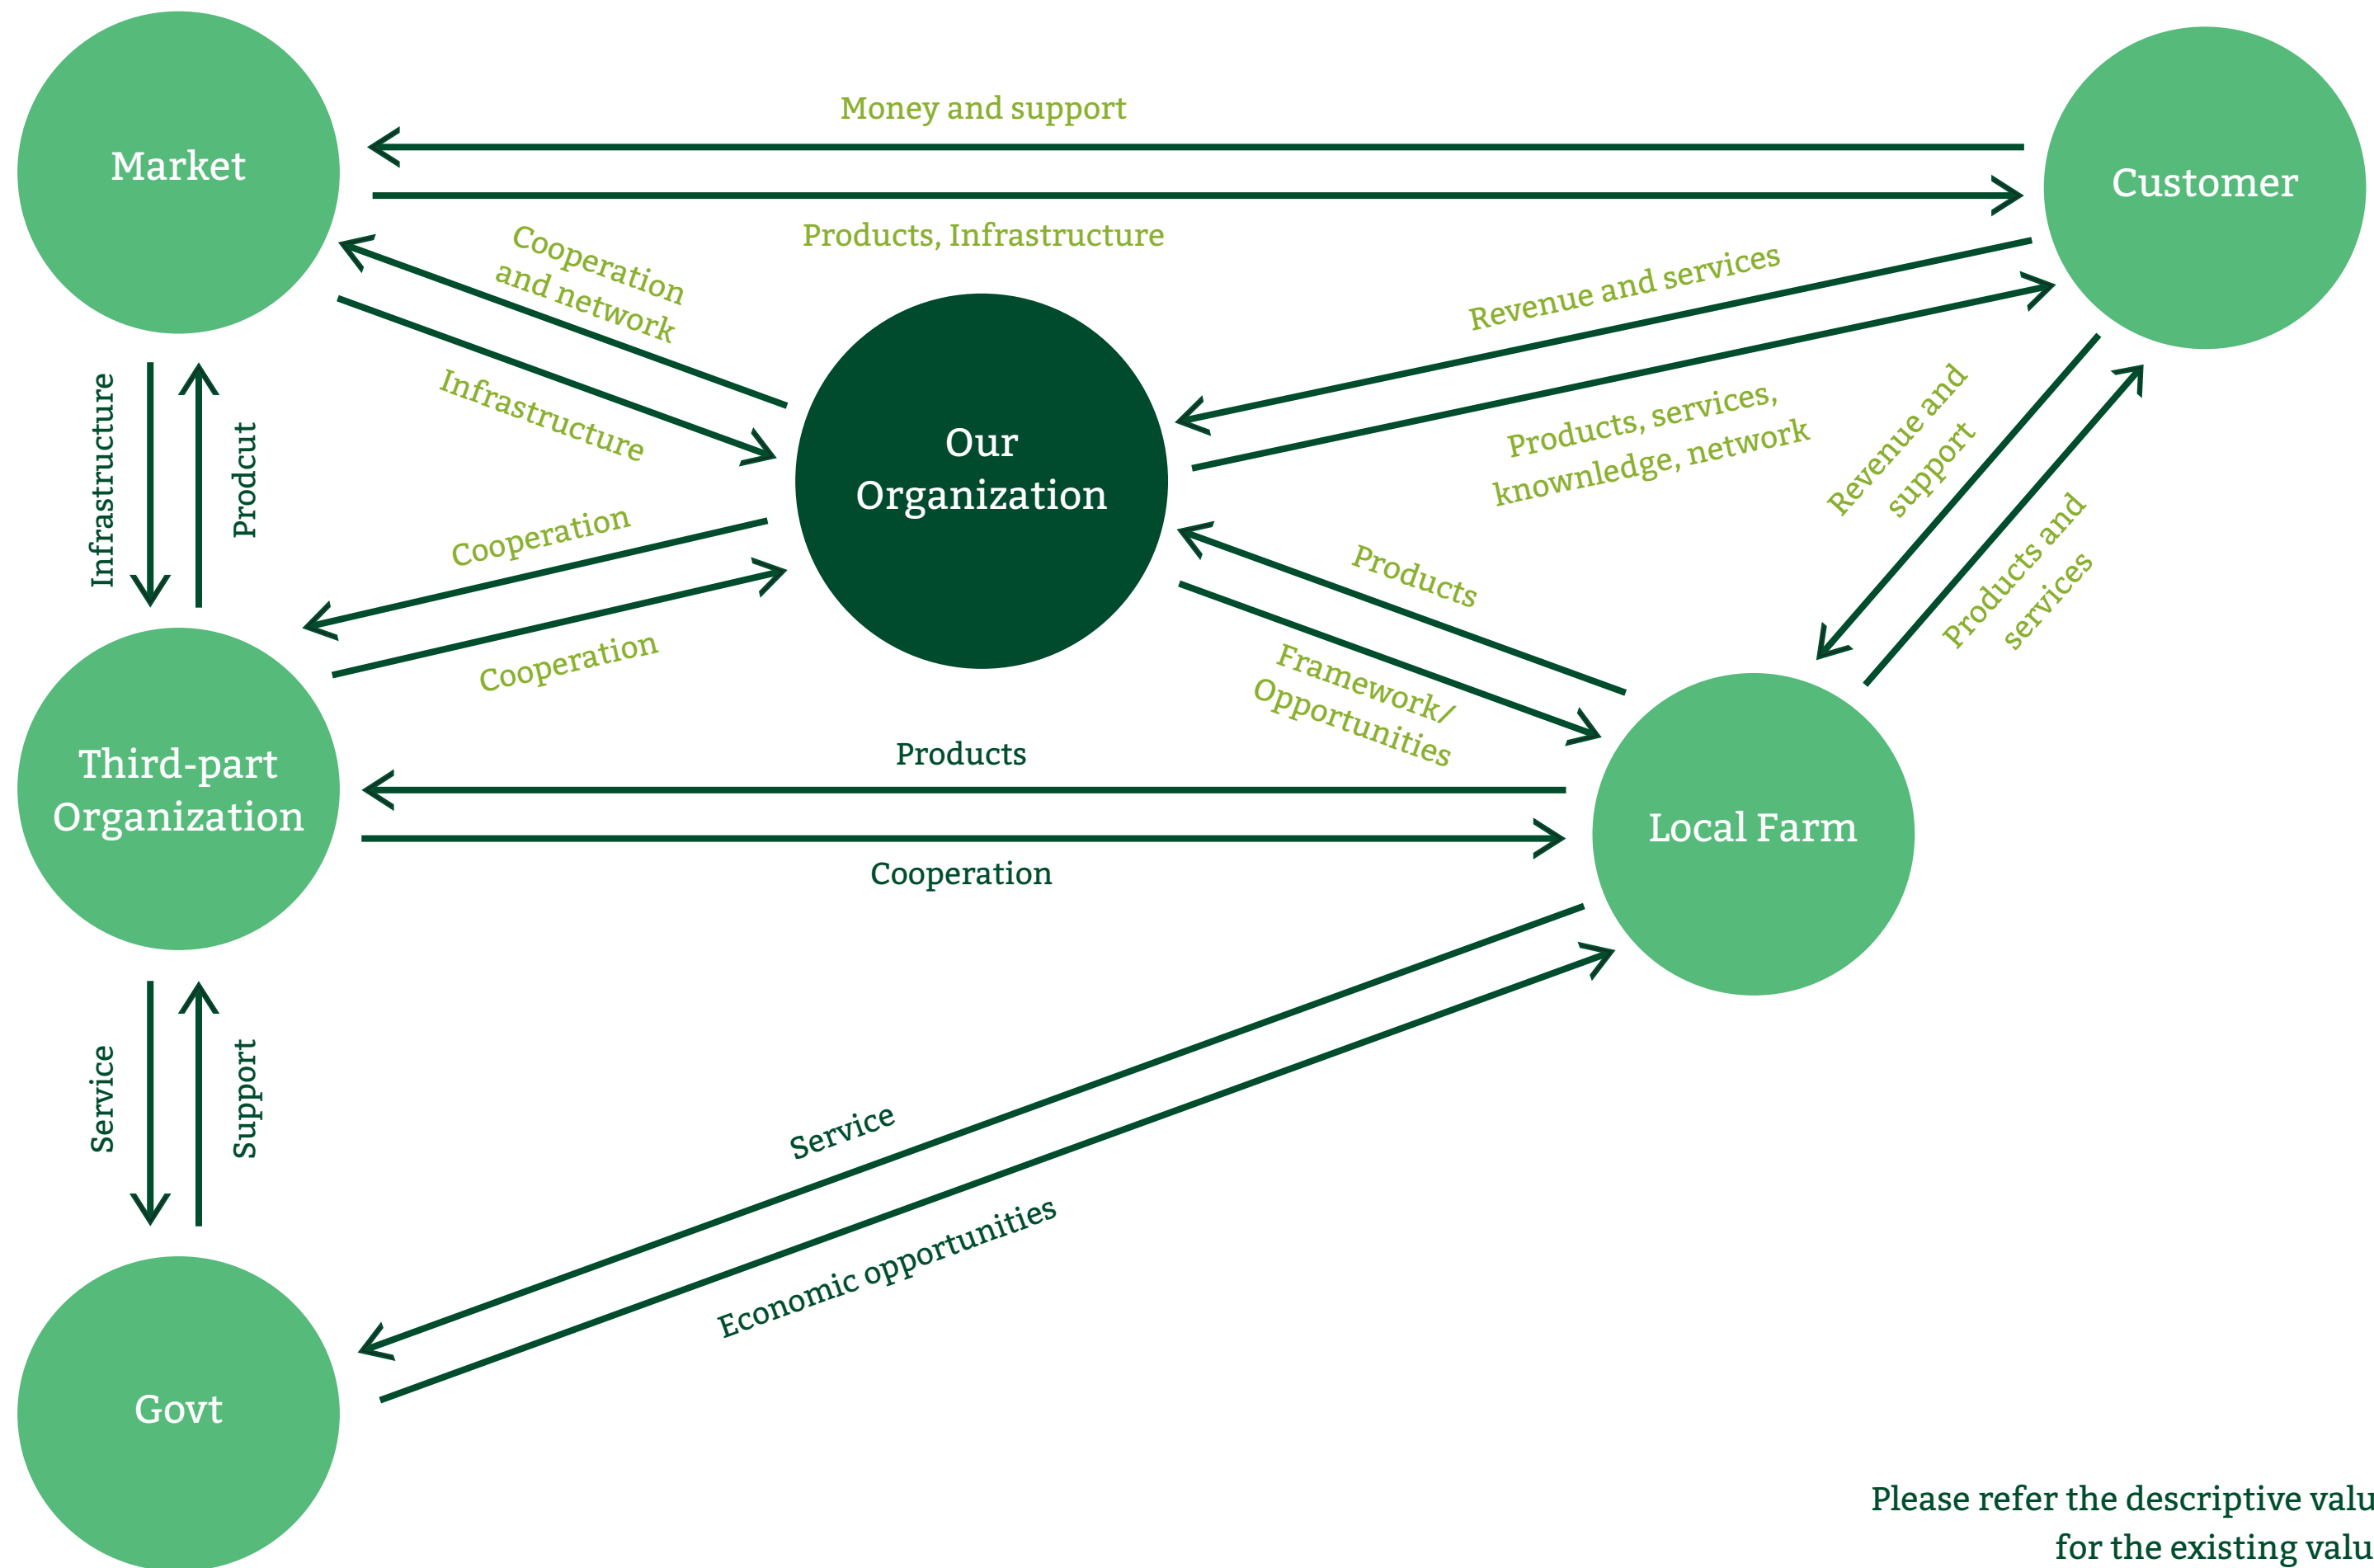 Money and support
Market
Customer
Products, Infrastructure
Cooperation
and network
Revenue and services
Infrastructure
Infrastructure
Prodcut
Our
Organization
Products, services,
knownledge, network
Revenue and
support
Products and
services
Cooperation
Cooperation
Products
Framework/
Opportunities
Third-part
Organization
Products
Cooperation
Local Farm
Service
Support
Service
Economic opportunities
Govt
Please refer the descriptive valu
for the existing valu